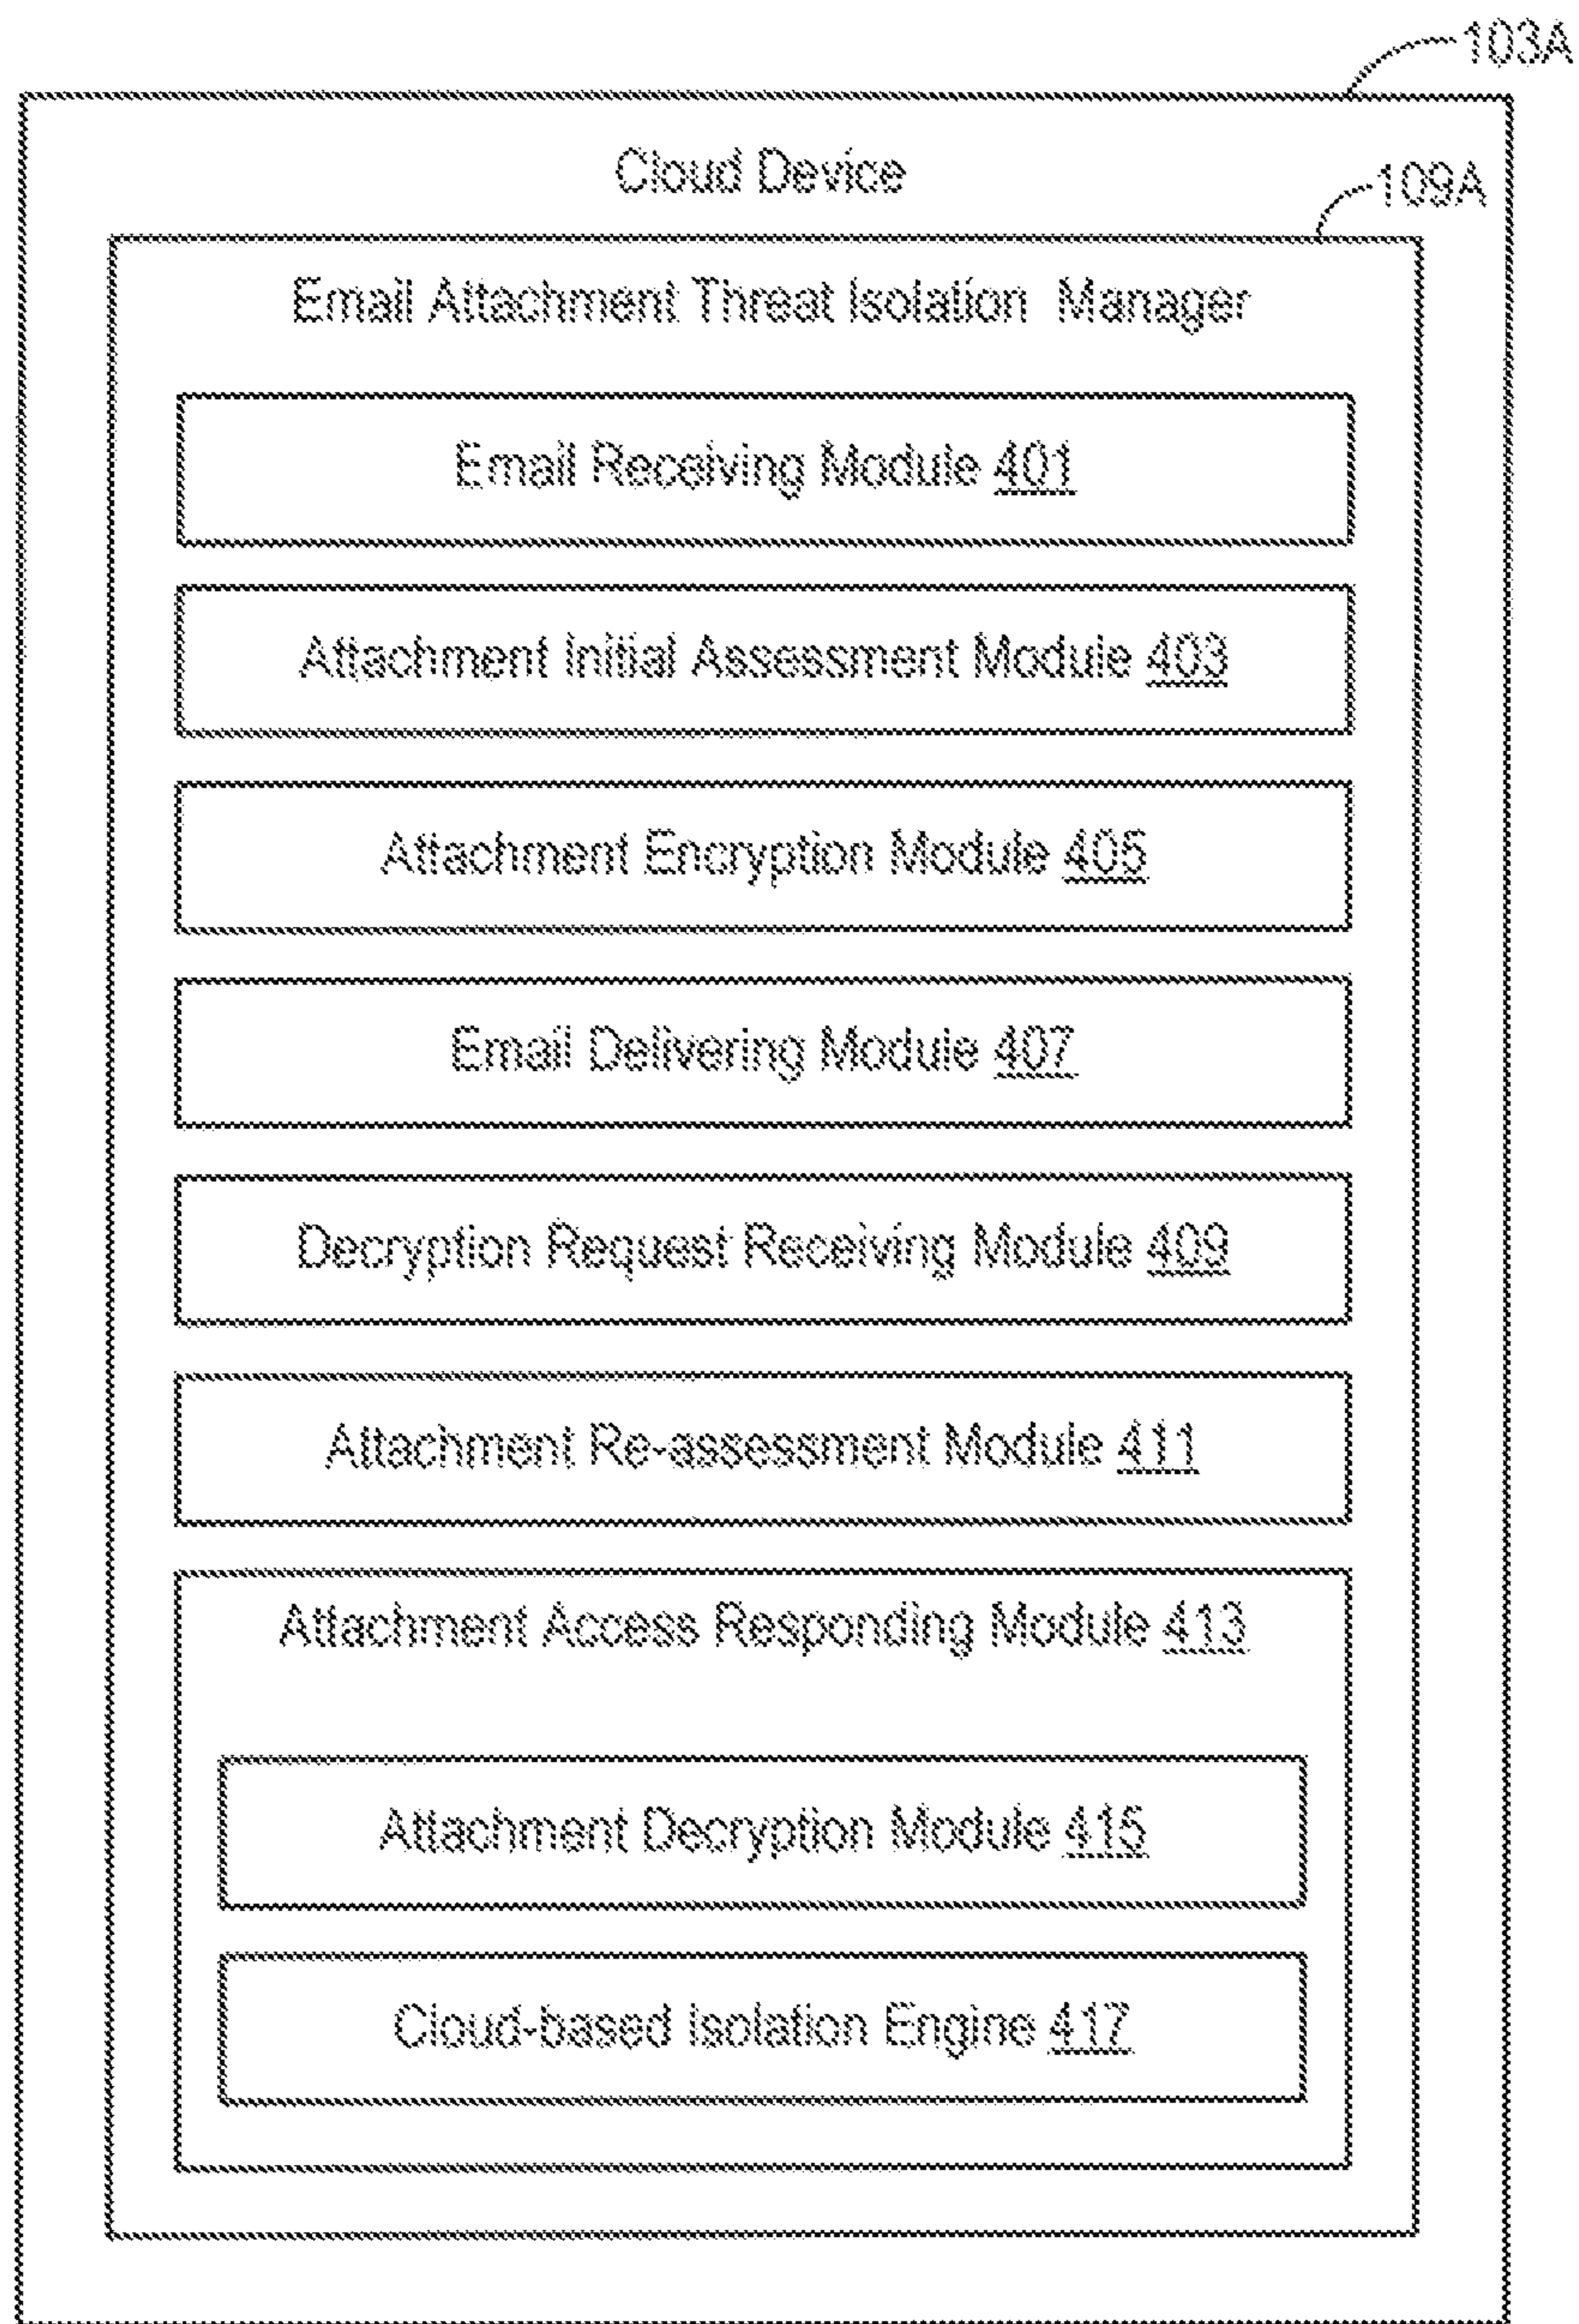 103A
Cloud Device
109A
Email Attachment Threat Isolation Manager
Email Receiving Module 401
Attachment Initial Assessment Module 403
Attachment Encryption Module 405
Email Delivering Module 407
Decryption Request Receiving Module 409
Attachment Re-assessment Module 411
Attachment Access Responding Module 413
Attachment Decryption Module 415
Cloud-based Isolation Engine 417